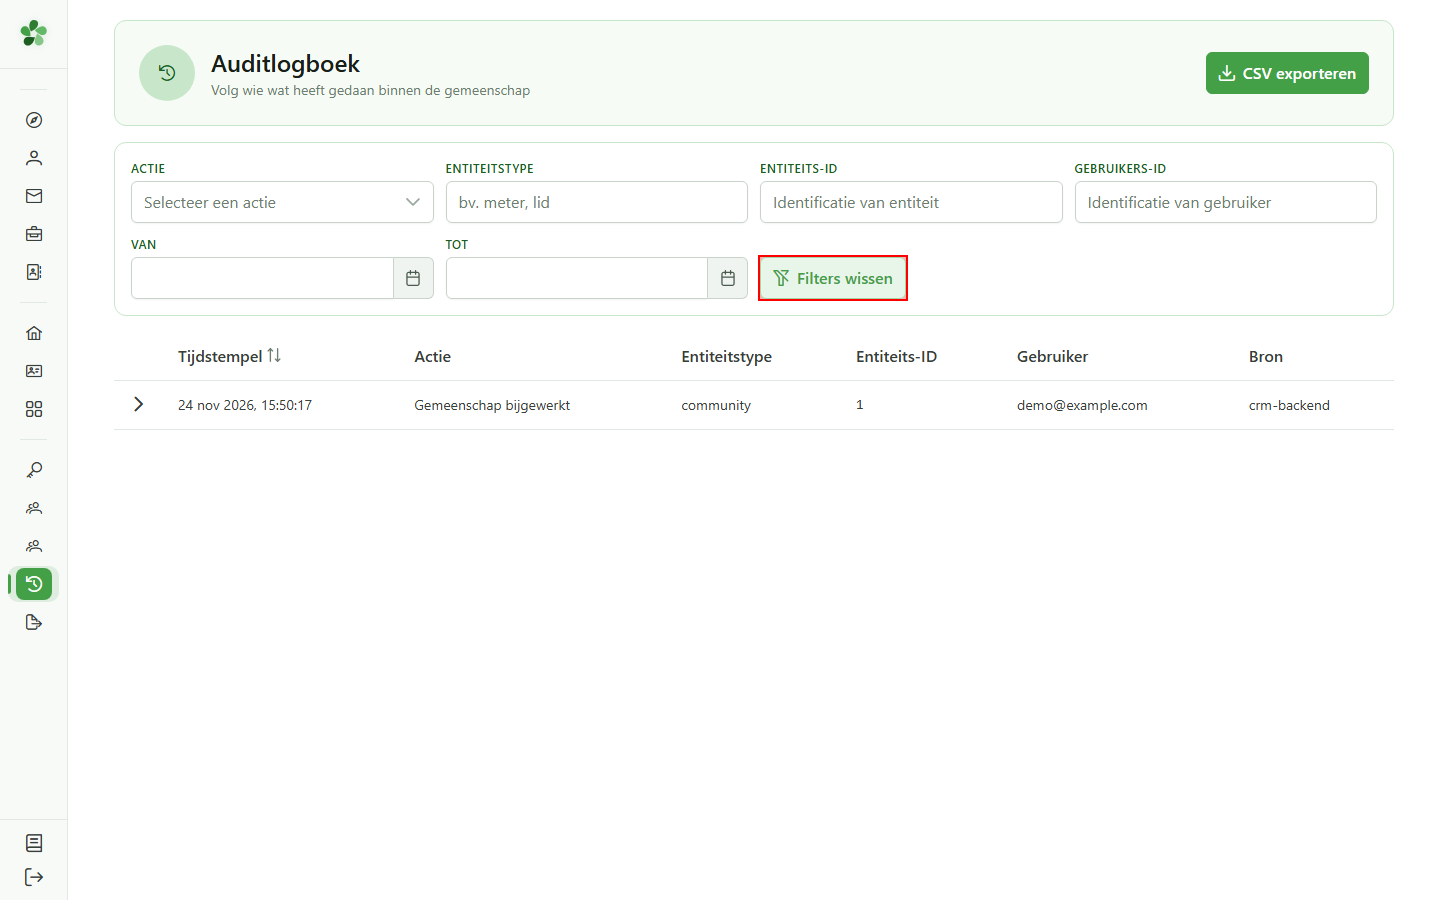 Auditlogboek
Volg wie wat heeft gedaan binnen de gemeenschap
CSV exporteren
ACTIE
ENTITEITSTYPE
ENTITEITS-ID
GEBRUIKERS-ID
Selecteer een actie
bv. meter, lid
Identificatie van entiteit
Identificatie van gebruiker
VAN
TOT
Filters wissen
Tijdstempel Actie Entiteitstype Entiteits-ID Gebruiker Bron
24 nov 2026, 15:50:17 Gemeenschap bijgewerkt community 1 demo@example.com crm-backend